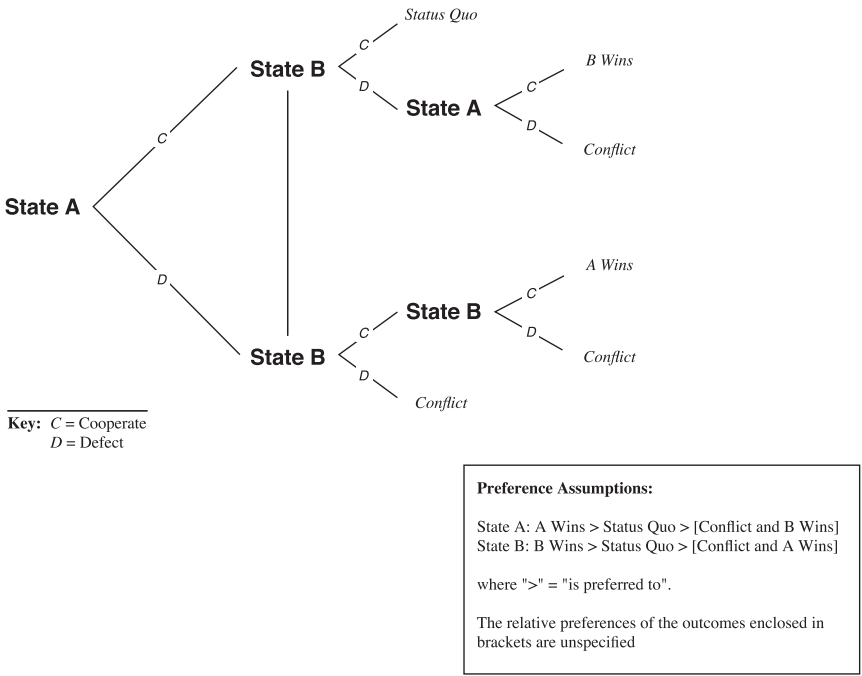 Status Quo
C
State B
D
B Wins
C
State A
D
Conflict
C
State A
D
A Wins
C
State B
D
Conflict
C
State B
D
Conflict
Key: C = Cooperate
D = Defect
Preference Assumptions:
State A: A Wins > Status Quo > [Conflict and B Wins]
State B: B Wins > Status Quo > [Conflict and A Wins]
where ">" = "is preferred to".
The relative preferences of the outcomes enclosed in
brackets are unspecified